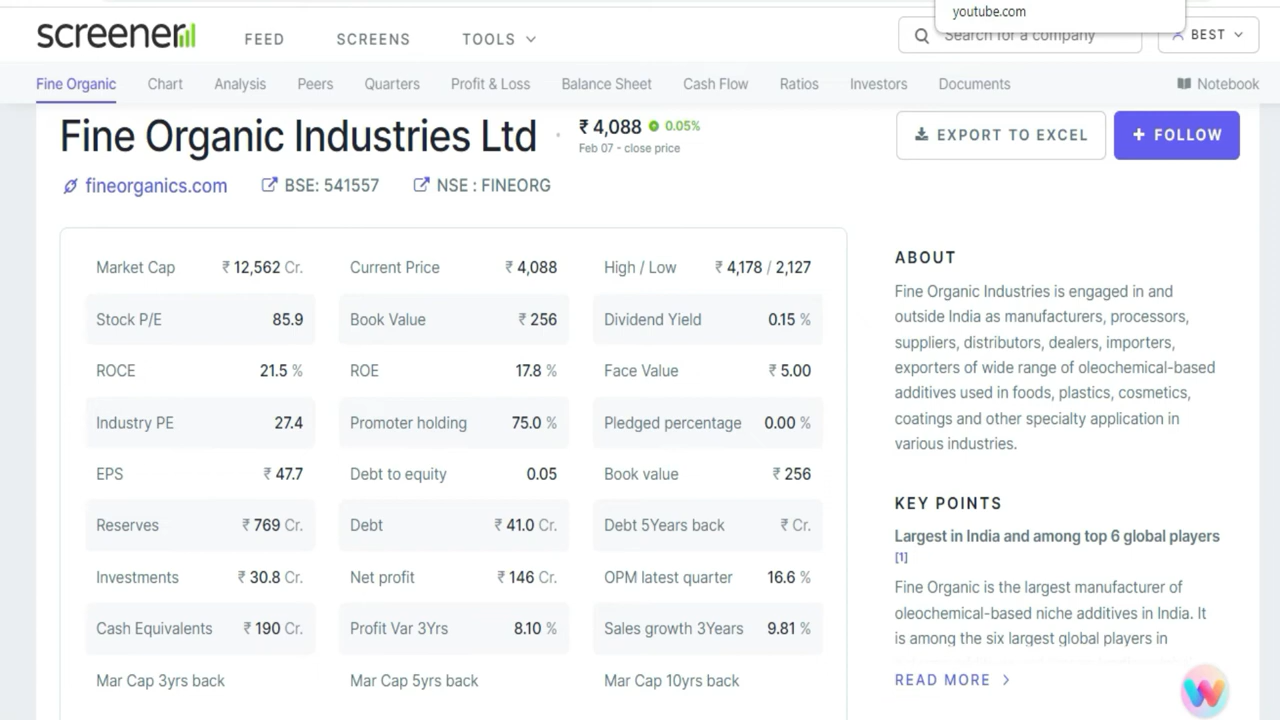 youtube.com
screener
FEED SCREENS TOOLS
Search for a company
BEST
Fine Organic Chart Analysis Peers Quarters Profit & Loss Balance Sheet Cash Flow Ratios Investors Documents Notebook
Fine Organic Industries Ltd
₹ 4,088 0.05%
Feb 07 - close price
EXPORT TO EXCEL
+ FOLLOW
fineorganics.com BSE: 541557 NSE : FINEORG
Market Cap ₹ 12,562 Cr. Current Price ₹ 4,088 High / Low ₹ 4,178 / 2,127
Stock P/E 85.9 Book Value ₹ 256 Dividend Yield 0.15 %
ROCE 21.5 % ROE 17.8 % Face Value ₹ 5.00
Industry PE 27.4 Promoter holding 75.0 % Pledged percentage 0.00 %
EPS ₹ 47.7 Debt to equity 0.05 Book value ₹ 256
Reserves ₹ 769 Cr. Debt ₹ 41.0 Cr. Debt 5Years back ₹ Cr.
Investments ₹ 30.8 Cr. Net profit ₹ 146 Cr. OPM latest quarter 16.6 %
Cash Equivalents ₹ 190 Cr. Profit Var 3Yrs 8.10 % Sales growth 3Years 9.81 %
Mar Cap 3yrs back Mar Cap 5yrs back Mar Cap 10yrs back
ABOUT
Fine Organic Industries is engaged in and
outside India as manufacturers, processors,
suppliers, distributors, dealers, importers,
exporters of wide range of oleochemical-based
additives used in foods, plastics, cosmetics,
coatings and other specialty application in
various industries.
KEY POINTS
Largest in India and among top 6 global players
[1]
Fine Organic is the largest manufacturer of
oleochemical-based niche additives in India. It
is among the six largest global players in
READ MORE